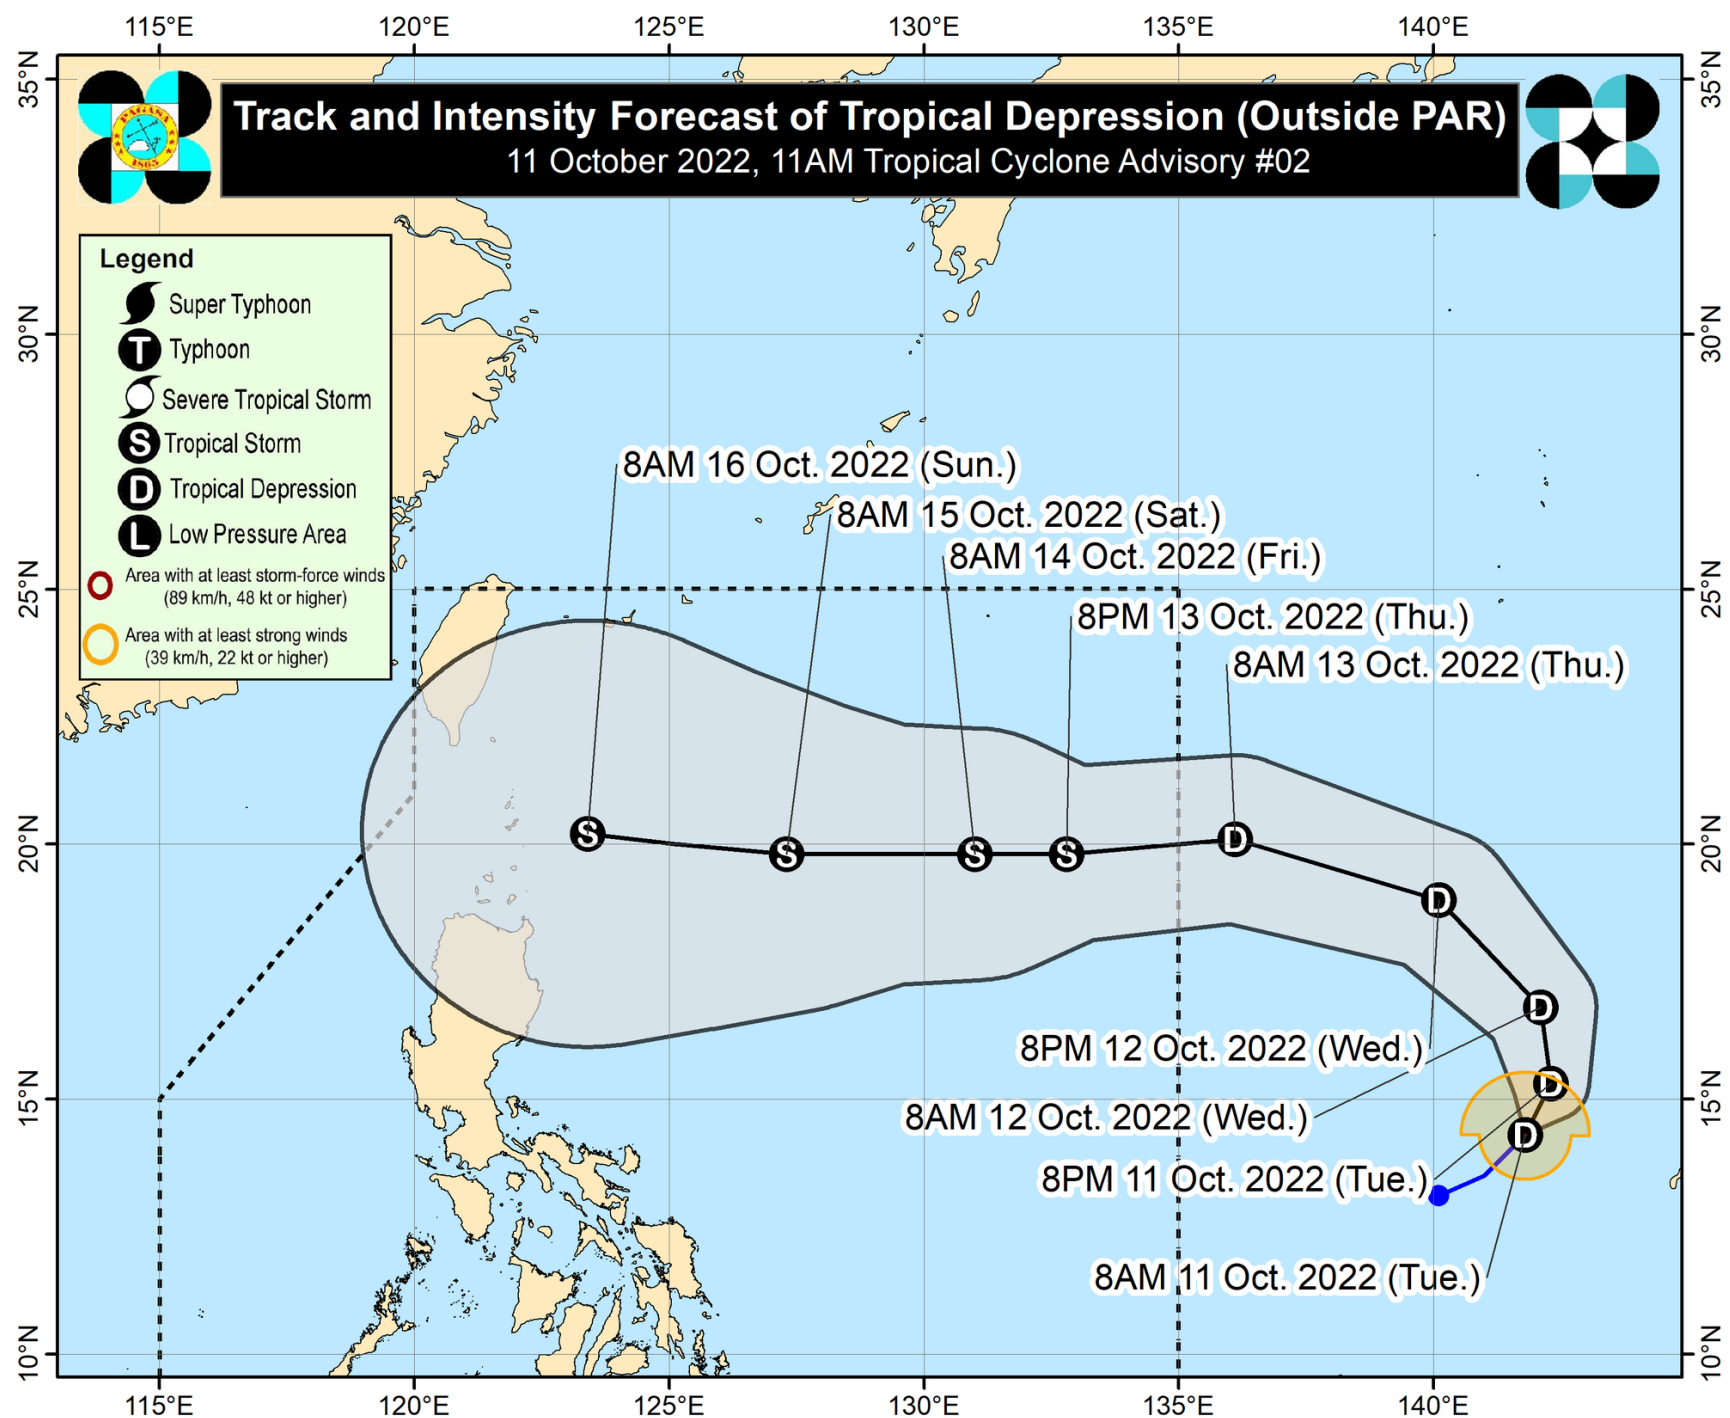 115°E 120°E 125°E 130°E 135°E 140°E
35°N 35°N
PAGASA
1865
Track and Intensity Forecast of Tropical Depression (Outside PAR)
11 October 2022, 11AM Tropical Cyclone Advisory #02
Legend
Super Typhoon
T Typhoon
Severe Tropical Storm
S Tropical Storm
D Tropical Depression
L Low Pressure Area
Area with at least storm-force winds
(89 km/h, 48 kt or higher)
Area with at least strong winds
(39 km/h, 22 kt or higher)
30°N 30°N
8AM 16 Oct. 2022 (Sun.)
8AM 15 Oct. 2022 (Sat.)
8AM 14 Oct. 2022 (Fri.)
25°N 25°N
8PM 13 Oct. 2022 (Thu.)
8AM 13 Oct. 2022 (Thu.)
20°N 20°N
S S S S D
D
D
8PM 12 Oct. 2022 (Wed.)
D
15°N 15°N
8AM 12 Oct. 2022 (Wed.)
D
8PM 11 Oct. 2022 (Tue.)
8AM 11 Oct. 2022 (Tue.)
10°N 10°N
115°E 120°E 125°E 130°E 135°E 140°E